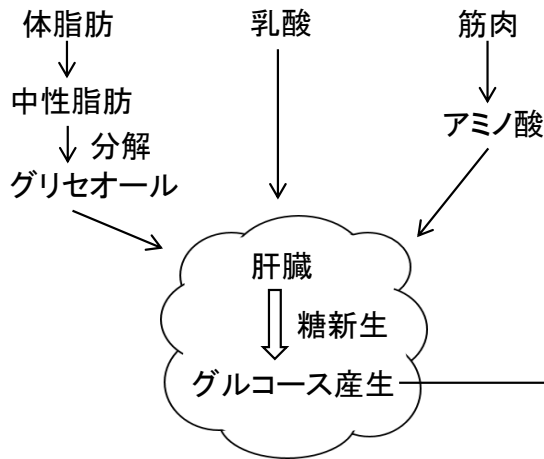 体脂肪
乳酸
筋肉
中性脂肪
アミノ酸
分解
グリセオール
肝臓
糖新生
グルコース産生